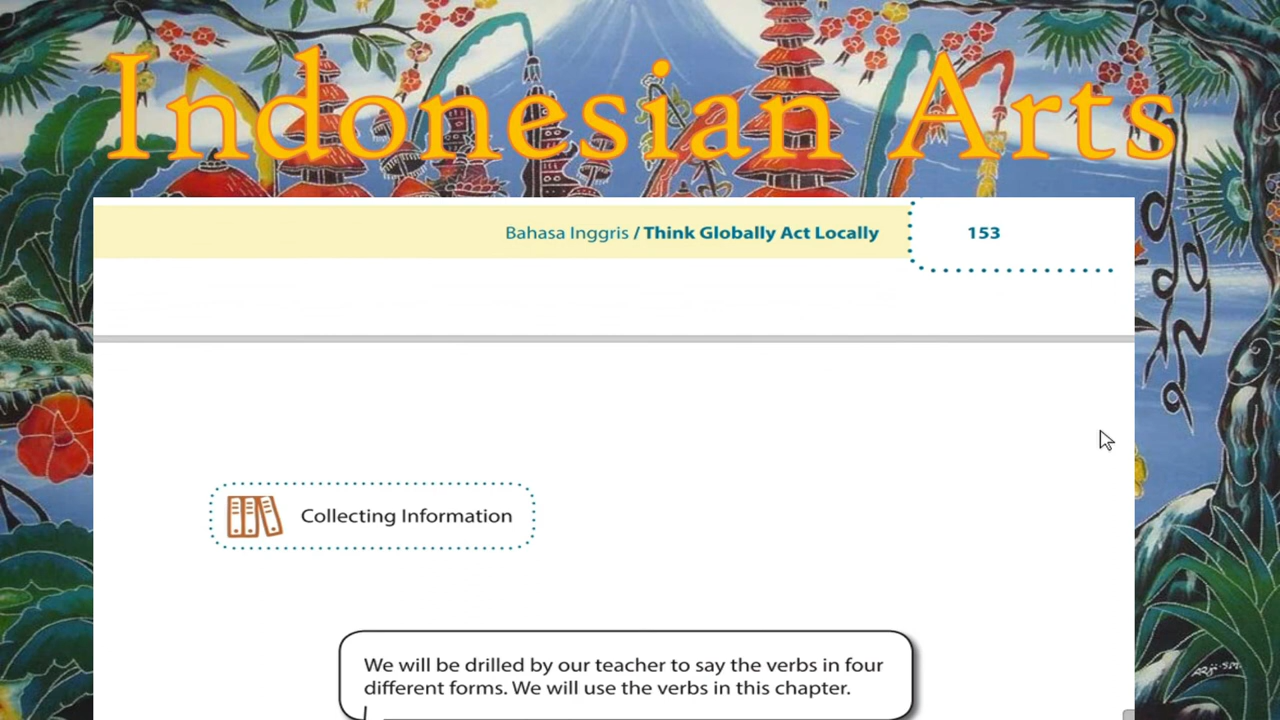 Indonesian Arts
Bahasa Inggris / Think Globally Act Locally 153
Collecting Information
We will be drilled by our teacher to say the verbs in four
different forms. We will use the verbs in this chapter.